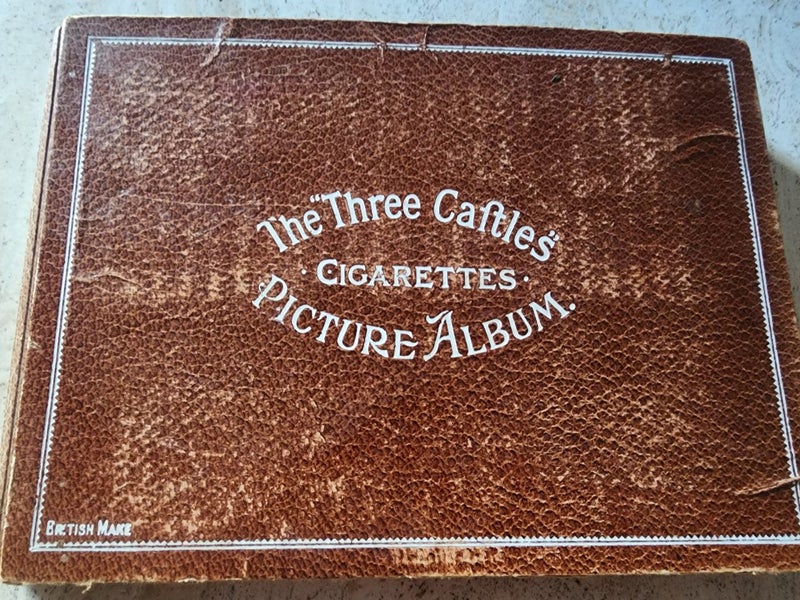 The "Three Caſtles"
· CIGARETTES ·
PICTURE ALBUM.
BRITISH MAKE